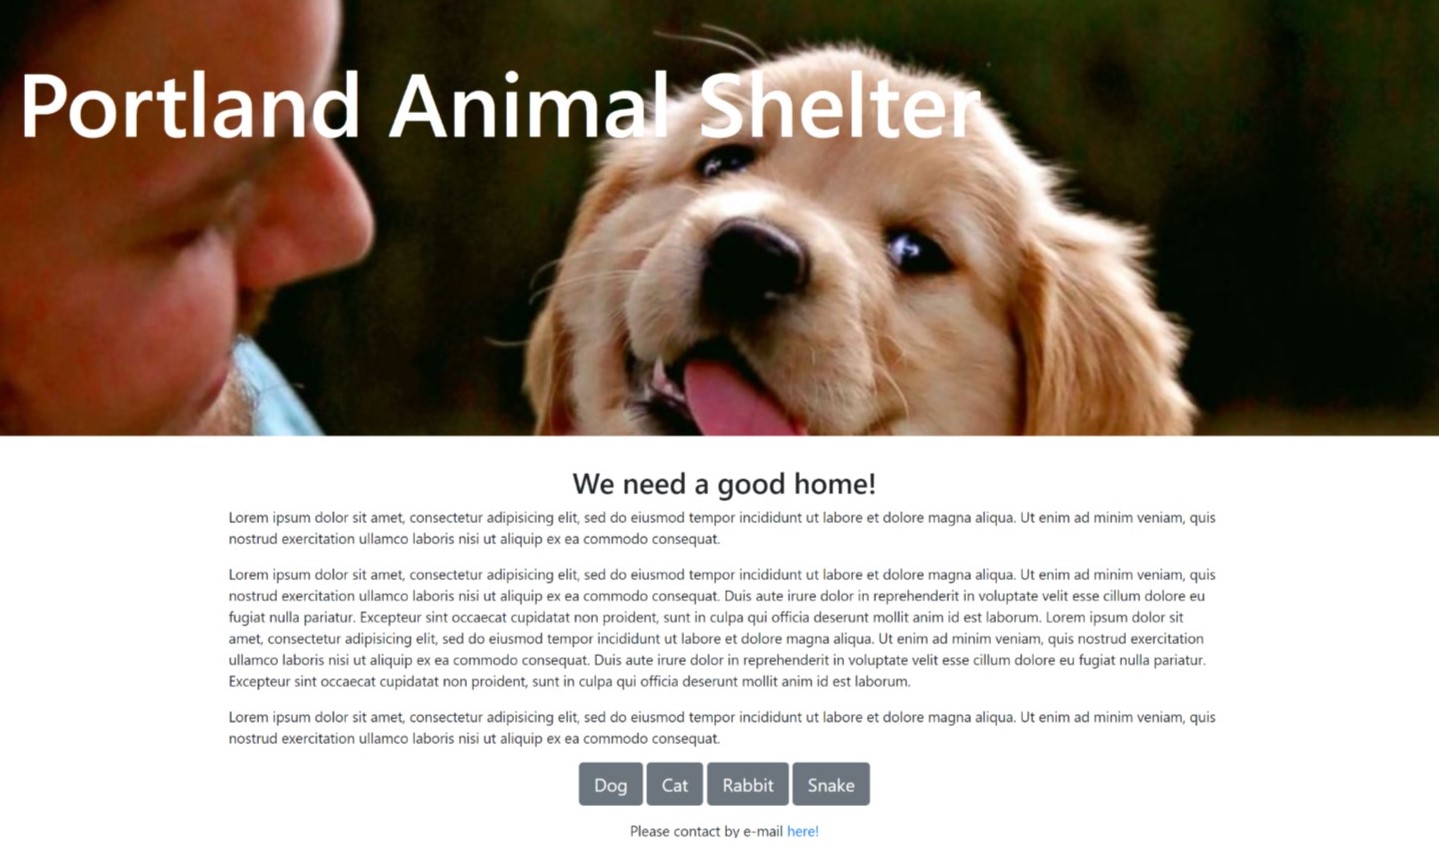 Portland Animal Shelter
We need a good home!
Lorem ipsum dolor sit amet, consectetur adipisicing elit, sed do eiusmod tempor incididunt ut labore et dolore magna aliqua. Ut enim ad minim veniam, quis
nostrud exercitation ullamco laboris nisi ut aliquip ex ea commodo consequat.
Lorem ipsum dolor sit amet, consectetur adipisicing elit, sed do eiusmod tempor incididunt ut labore et dolore magna aliqua. Ut enim ad minim veniam, quis
nostrud exercitation ullamco laboris nisi ut aliquip ex ea commodo consequat. Duis aute irure dolor in reprehenderit in voluptate velit esse cillum dolore eu
fugiat nulla pariatur. Excepteur sint occaecat cupidatat non proident, sunt in culpa qui officia deserunt mollit anim id est laborum. Lorem ipsum dolor sit
amet, consectetur adipisicing elit, sed do eiusmod tempor incididunt ut labore et dolore magna aliqua. Ut enim ad minim veniam, quis nostrud exercitation
ullamco laboris nisi ut aliquip ex ea commodo consequat. Duis aute irure dolor in reprehenderit in voluptate velit esse cillum dolore eu fugiat nulla pariatur.
Excepteur sint occaecat cupidatat non proident, sunt in culpa qui officia deserunt mollit anim id est laborum.
Lorem ipsum dolor sit amet, consectetur adipisicing elit, sed do eiusmod tempor incididunt ut labore et dolore magna aliqua. Ut enim ad minim veniam, quis
nostrud exercitation ullamco laboris nisi ut aliquip ex ea commodo consequat.
Dog Cat Rabbit Snake
Please contact by e-mail here!